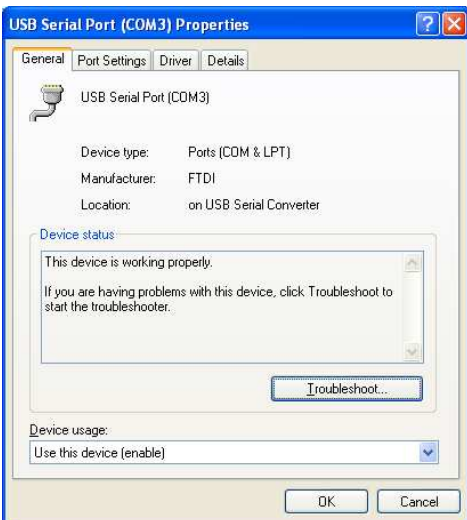 USB Serial Port (COM3) Properties
General Port Settings Driver Details
USB Serial Port (COM3)
Device type: Ports (COM & LPT)
Manufacturer: FTDI
Location: on USB Serial Converter
Device status
This device is working properly.
If you are having problems with this device, click Troubleshoot to
start the troubleshooter.
Troubleshoot...
Device usage:
Use this device (enable)
OK Cancel